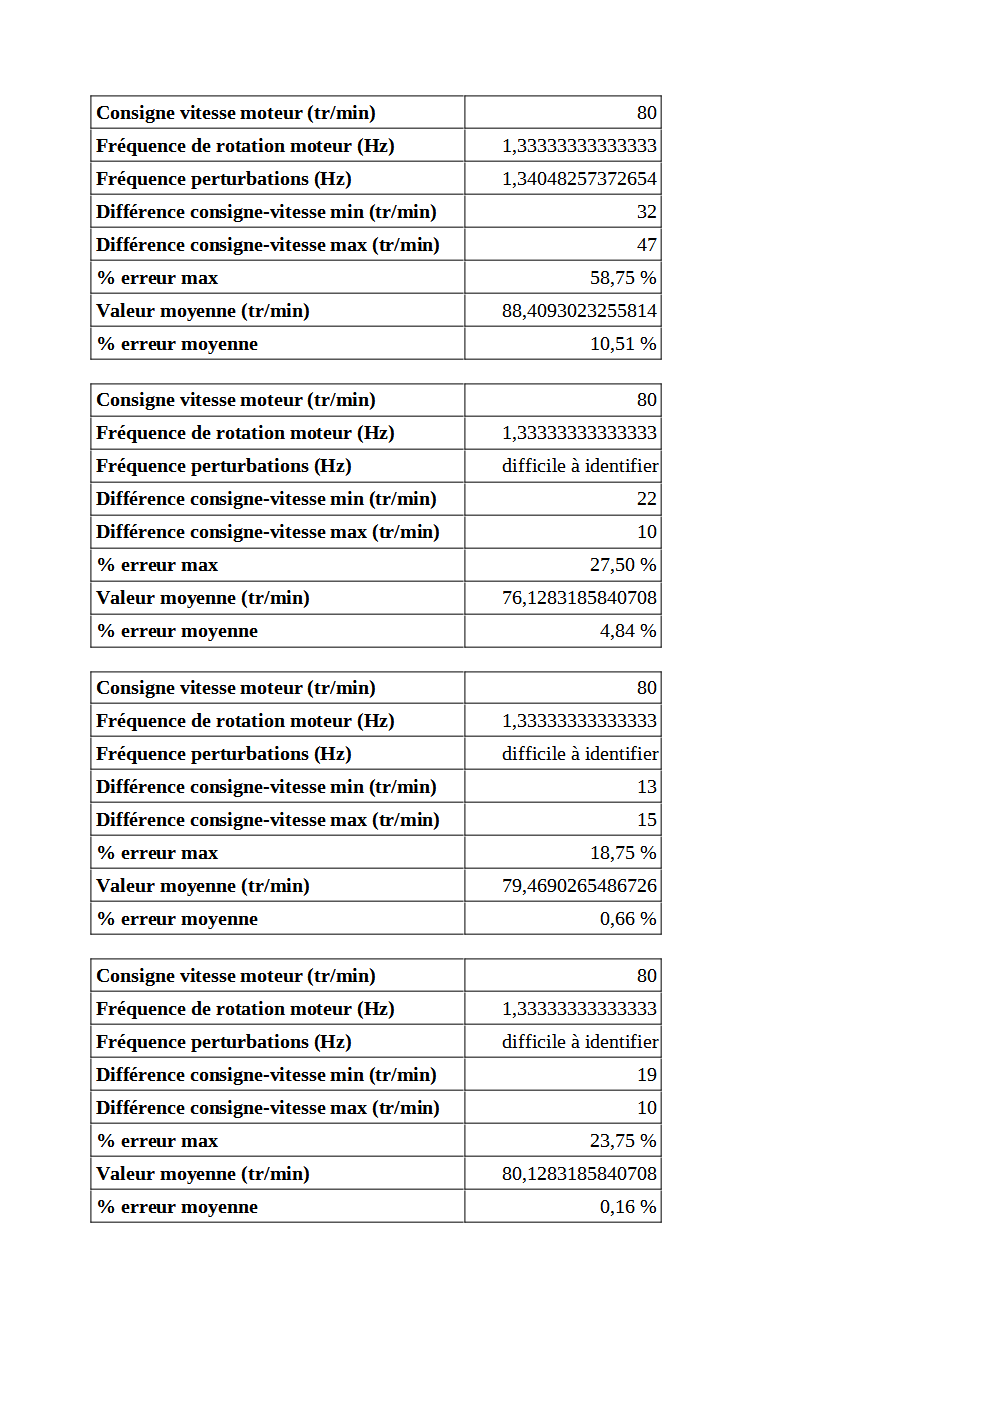 Consigne vitesse moteur (tr/min) 80
Fréquence de rotation moteur (Hz) 1,33333333333333
Fréquence perturbations (Hz) 1,34048257372654
Différence consigne-vitesse min (tr/min) 32
Différence consigne-vitesse max (tr/min) 47
% erreur max 58,75 %
Valeur moyenne (tr/min) 88,4093023255814
% erreur moyenne 10,51 %
Consigne vitesse moteur (tr/min) 80
Fréquence de rotation moteur (Hz) 1,33333333333333
Fréquence perturbations (Hz) difficile à identifier
Différence consigne-vitesse min (tr/min) 22
Différence consigne-vitesse max (tr/min) 10
% erreur max 27,50 %
Valeur moyenne (tr/min) 76,1283185840708
% erreur moyenne 4,84 %
Consigne vitesse moteur (tr/min) 80
Fréquence de rotation moteur (Hz) 1,33333333333333
Fréquence perturbations (Hz) difficile à identifier
Différence consigne-vitesse min (tr/min) 13
Différence consigne-vitesse max (tr/min) 15
% erreur max 18,75 %
Valeur moyenne (tr/min) 79,4690265486726
% erreur moyenne 0,66 %
Consigne vitesse moteur (tr/min) 80
Fréquence de rotation moteur (Hz) 1,33333333333333
Fréquence perturbations (Hz) difficile à identifier
Différence consigne-vitesse min (tr/min) 19
Différence consigne-vitesse max (tr/min) 10
% erreur max 23,75 %
Valeur moyenne (tr/min) 80,1283185840708
% erreur moyenne 0,16 %